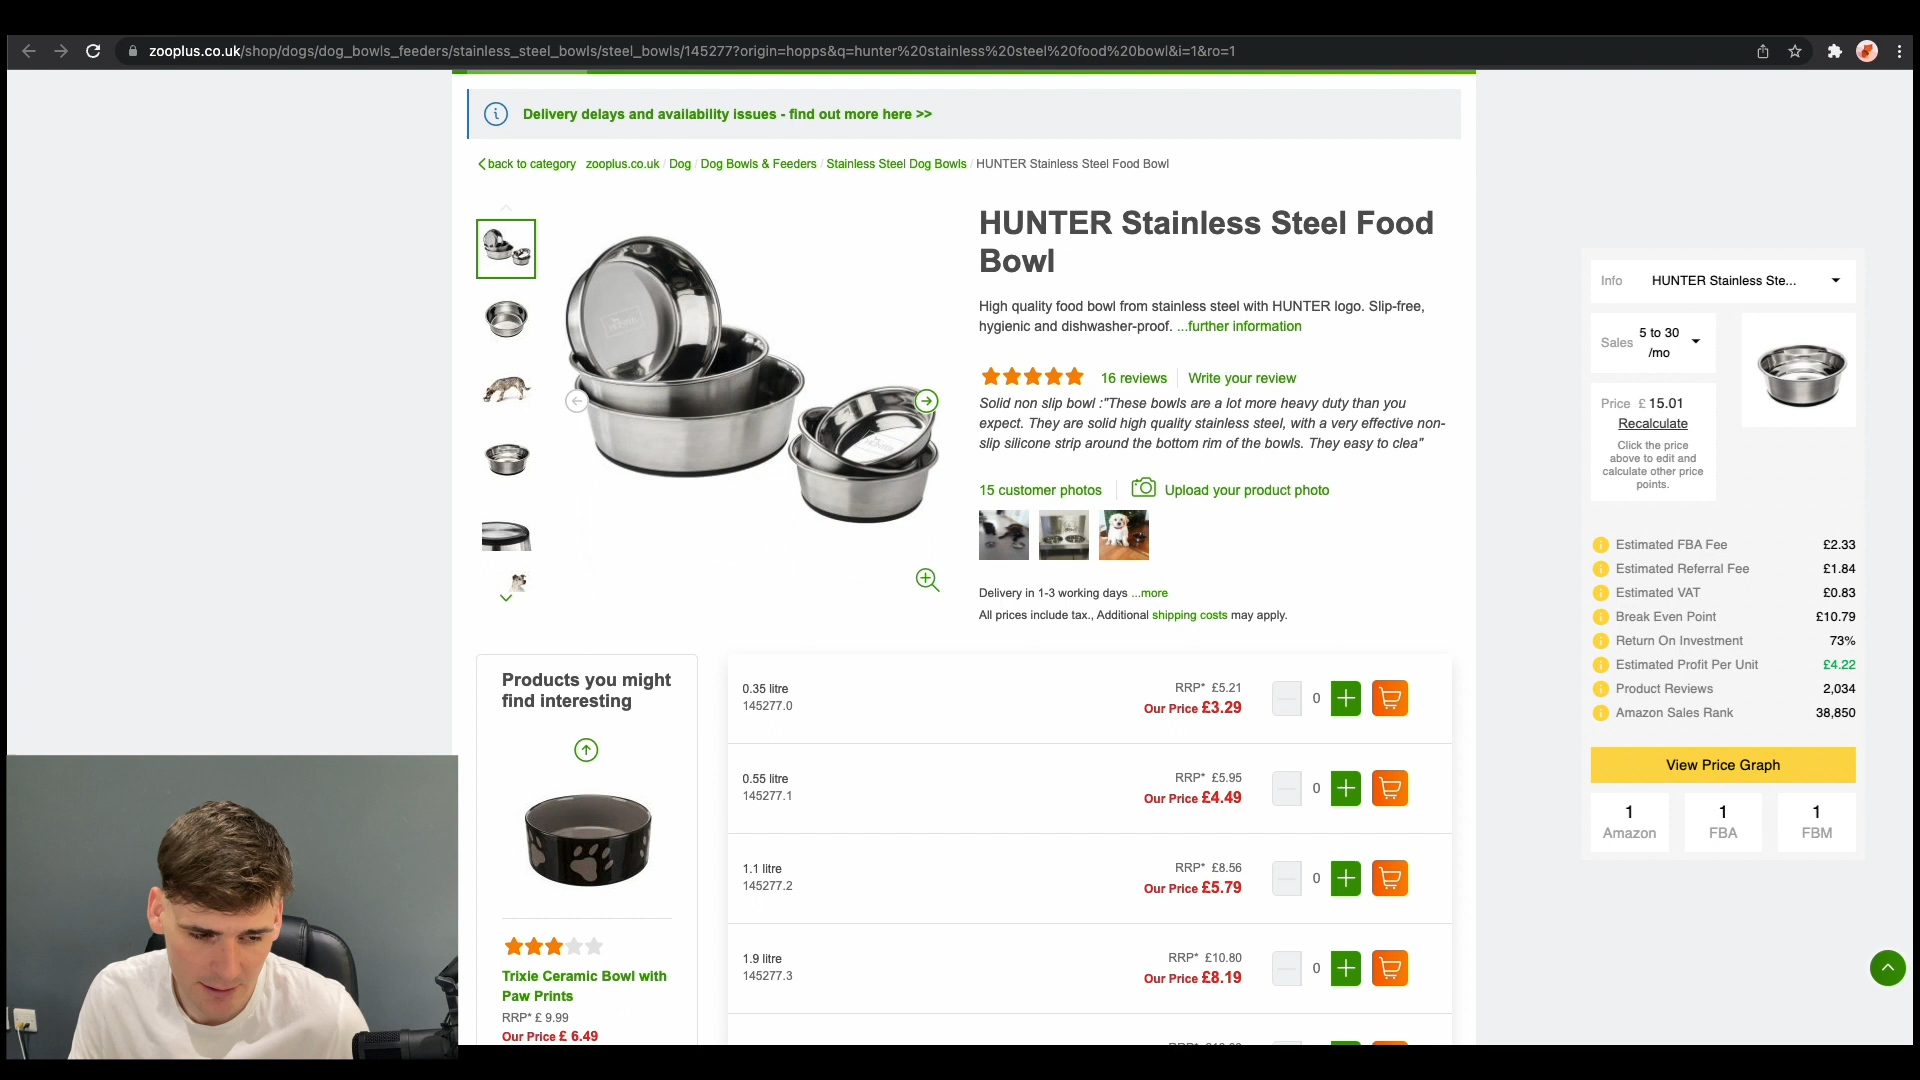 zooplus.co.uk/shop/dogs/dog_bowls_feeders/stainless_steel_bowls/steel_bowls/145277?origin=hopps&q=hunter%20stainless%20steel%20food%20bowl&i=1&ro=1
Delivery delays and availability issues - find out more here >>
back to category zooplus.co.uk / Dog / Dog Bowls & Feeders / Stainless Steel Dog Bowls / HUNTER Stainless Steel Food Bowl
HUNTER Stainless Steel Food
Bowl
High quality food bowl from stainless steel with HUNTER logo. Slip-free,
hygienic and dishwasher-proof. ...further information
16 reviews Write your review
Solid non slip bowl :"These bowls are a lot more heavy duty than you
expect. They are solid high quality stainless steel, with a very effective non-
slip silicone strip around the bottom rim of the bowls. They easy to clea"
15 customer photos Upload your product photo
Delivery in 1-3 working days ...more
All prices include tax., Additional shipping costs may apply.
Products you might
find interesting
Trixie Ceramic Bowl with
Paw Prints
RRP* £ 9.99
Our Price £ 6.49
0.35 litre
145277.0
RRP* £5.21
Our Price £3.29
0
0.55 litre
145277.1
RRP* £5.95
Our Price £4.49
0
1.1 litre
145277.2
RRP* £8.56
Our Price £5.79
0
1.9 litre
145277.3
RRP* £10.80
Our Price £8.19
0
Info HUNTER Stainless Ste...
Sales 5 to 30
/mo
Price £ 15.01
Recalculate
Click the price
above to edit and
calculate other price
points.
Estimated FBA Fee £2.33
Estimated Referral Fee £1.84
Estimated VAT £0.83
Break Even Point £10.79
Return On Investment 73%
Estimated Profit Per Unit £4.22
Product Reviews 2,034
Amazon Sales Rank 38,850
View Price Graph
1 1 1
Amazon FBA FBM